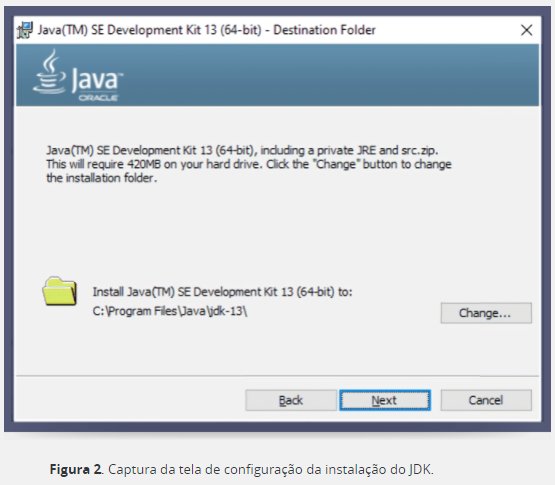 Java(TM) SE Development Kit 13 (64-bit) - Destination Folder
Java™
ORACLE
Java(TM) SE Development Kit 13 (64-bit), including a private JRE and src.zip.
This will require 420MB on your hard drive. Click the "Change" button to change
the installation folder.
Install Java(TM) SE Development Kit 13 (64-bit) to:
C:\Program Files\Java\jdk-13\
Change...
Back
Next
Cancel
Figura 2. Captura da tela de configuração da instalação do JDK.